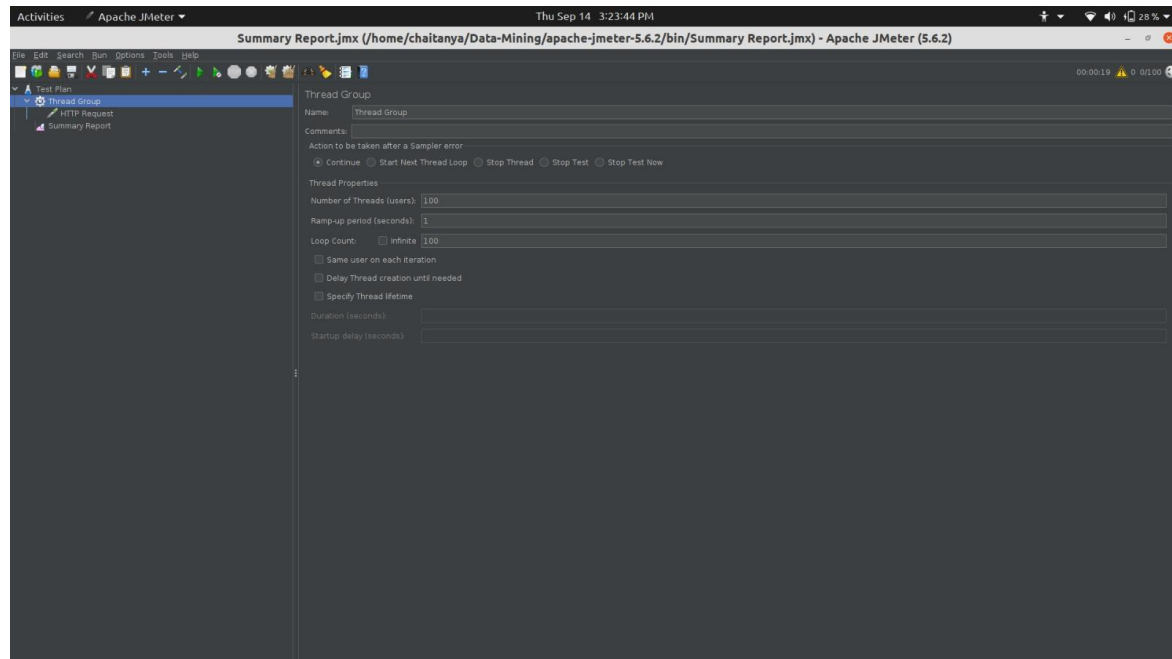 Activities Apache JMeter Thu Sep 14 3:23:44 PM 28 %
Summary Report.jmx (/home/chaitanya/Data-Mining/apache-jmeter-5.6.2/bin/Summary Report.jmx) - Apache JMeter (5.6.2)
File Edit Search Run Options Tools Help
00:00:19 0 0/100
Test Plan
Thread Group
HTTP Request
Summary Report
Thread Group
Name: Thread Group
Comments:
Action to be taken after a Sampler error
Continue Start Next Thread Loop Stop Thread Stop Test Stop Test Now
Thread Properties
Number of Threads (users): 100
Ramp-up period (seconds): 1
Loop Count: Infinite 100
Same user on each iteration
Delay Thread creation until needed
Specify Thread lifetime
Duration (seconds):
Startup delay (seconds):